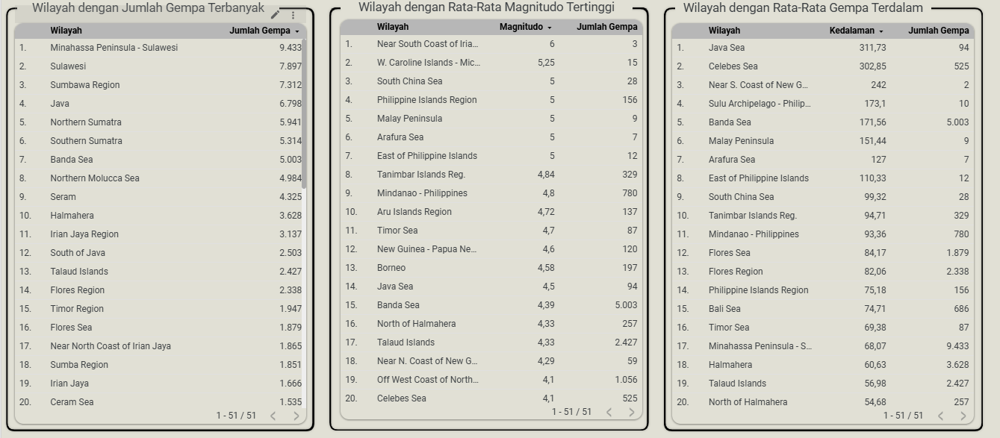 Wilayah dengan Jumlah Gempa Terbanyak
Wilayah Jumlah Gempa
1. Minahassa Peninsula - Sulawesi 9.433
2. Sulawesi 7.897
3. Sumbawa Region 7.312
4. Java 6.798
5. Northern Sumatra 5.941
6. Southern Sumatra 5.314
7. Banda Sea 5.003
8. Northern Molucca Sea 4.984
9. Seram 4.325
10. Halmahera 3.628
11. Irian Jaya Region 3.137
12. South of Java 2.503
13. Talaud Islands 2.427
14. Flores Region 2.338
15. Timor Region 1.947
16. Flores Sea 1.879
17. Near North Coast of Irian Jaya 1.865
18. Sumba Region 1.851
19. Irian Jaya 1.666
20. Ceram Sea 1.535
1 - 51 / 51
Wilayah dengan Rata-Rata Magnitudo Tertinggi
Wilayah Magnitudo Jumlah Gempa
1. Near South Coast of Iria... 6 3
2. W. Caroline Islands - Mic... 5,25 15
3. South China Sea 5 28
4. Philippine Islands Region 5 156
5. Malay Peninsula 5 9
6. Arafura Sea 5 7
7. East of Philippine Islands 5 12
8. Tanimbar Islands Reg. 4,84 329
9. Mindanao - Philippines 4,8 780
10. Aru Islands Region 4,72 137
11. Timor Sea 4,7 87
12. New Guinea - Papua Ne... 4,6 120
13. Borneo 4,58 197
14. Java Sea 4,5 94
15. Banda Sea 4,39 5.003
16. North of Halmahera 4,33 257
17. Talaud Islands 4,33 2.427
18. Near N. Coast of New G... 4,29 59
19. Off West Coast of North... 4,1 1.056
20. Celebes Sea 4,1 525
1 - 51 / 51
Wilayah dengan Rata-Rata Gempa Terdalam
Wilayah Kedalaman Jumlah Gempa
1. Java Sea 311,73 94
2. Celebes Sea 302,85 525
3. Near S. Coast of New G... 242 2
4. Sulu Archipelago - Philip... 173,1 10
5. Banda Sea 171,56 5.003
6. Malay Peninsula 151,44 9
7. Arafura Sea 127 7
8. East of Philippine Islands 110,33 12
9. South China Sea 99,32 28
10. Tanimbar Islands Reg. 94,71 329
11. Mindanao - Philippines 93,36 780
12. Flores Sea 84,17 1.879
13. Flores Region 82,06 2.338
14. Philippine Islands Region 75,18 156
15. Bali Sea 74,71 686
16. Timor Sea 69,38 87
17. Minahassa Peninsula - S... 68,07 9.433
18. Halmahera 60,63 3.628
19. Talaud Islands 56,98 2.427
20. North of Halmahera 54,68 257
1 - 51 / 51